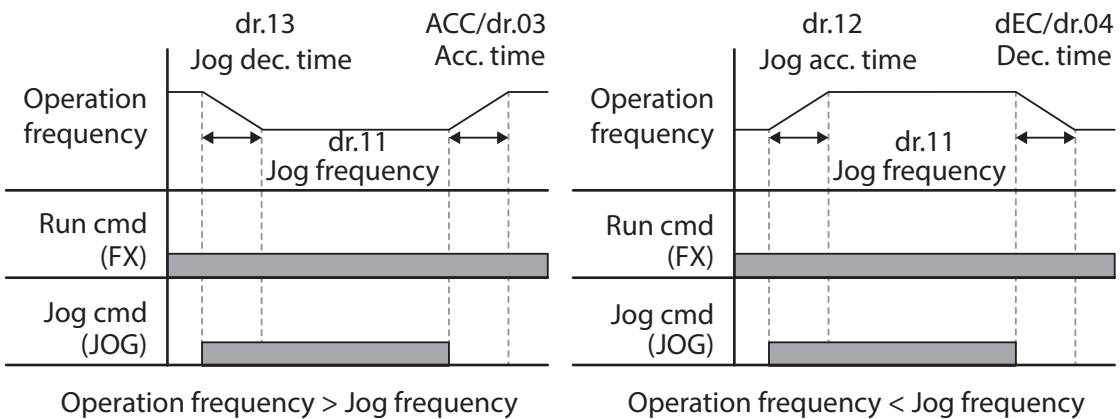 dr.13
Jog dec. time
ACC/dr.03
Acc. time
Operation
frequency
dr.11
Jog frequency
Run cmd
(FX)
Jog cmd
(JOG)
Operation frequency > Jog frequency
dr.12
Jog acc. time
dEC/dr.04
Dec. time
Operation
frequency
dr.11
Jog frequency
Run cmd
(FX)
Jog cmd
(JOG)
Operation frequency < Jog frequency